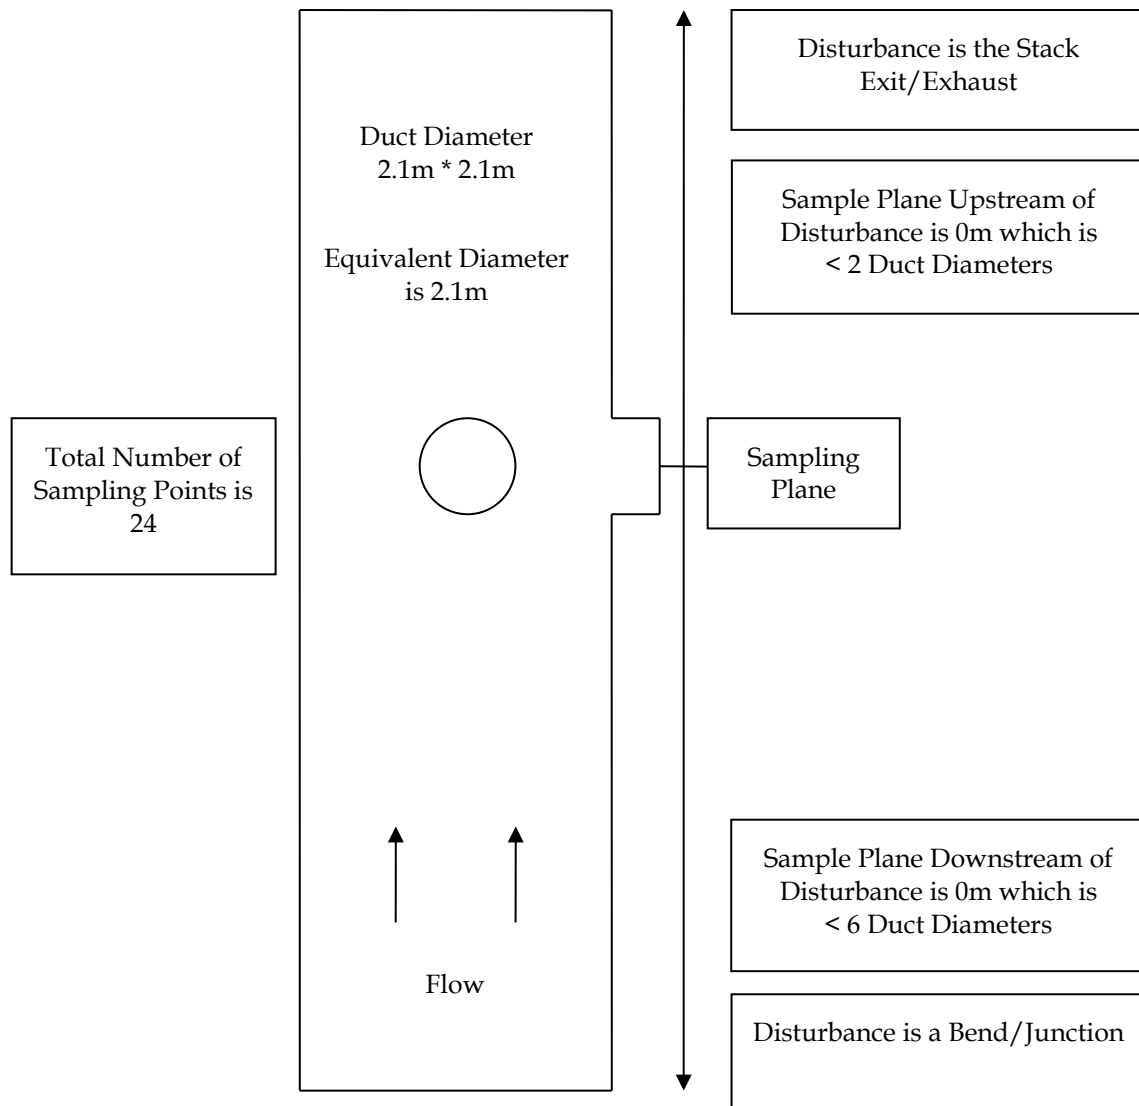 Disturbance is the Stack
Exit/Exhaust
Duct Diameter
2.1m * 2.1m
Sample Plane Upstream of
Disturbance is 0m which is
< 2 Duct Diameters
Equivalent Diameter
is 2.1m
Total Number of
Sampling Points is
24
Sampling
Plane
Sample Plane Downstream of
Disturbance is 0m which is
< 6 Duct Diameters
Flow
Disturbance is a Bend/Junction